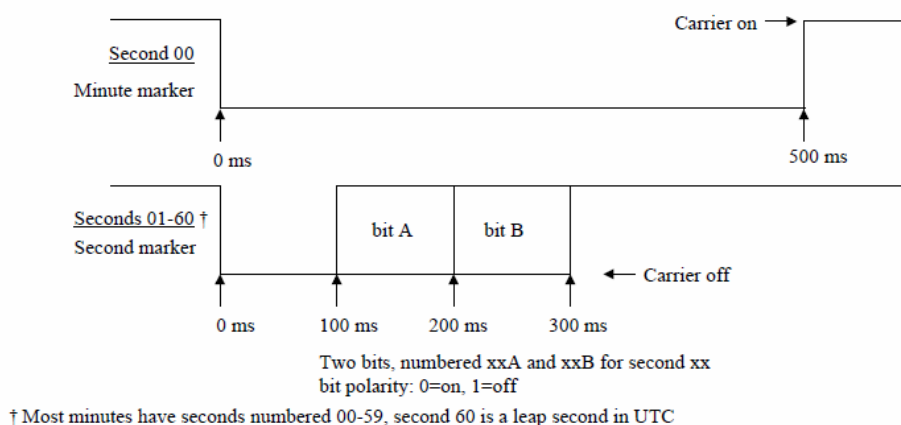 Carrier on
Second 00
Minute marker
0 ms
500 ms
Seconds 01-60 †
Second marker
bit A
bit B
Carrier off
0 ms
100 ms
200 ms
300 ms
Two bits, numbered xxA and xxB for second xx
bit polarity: 0=on, 1=off
† Most minutes have seconds numbered 00-59, second 60 is a leap second in UTC